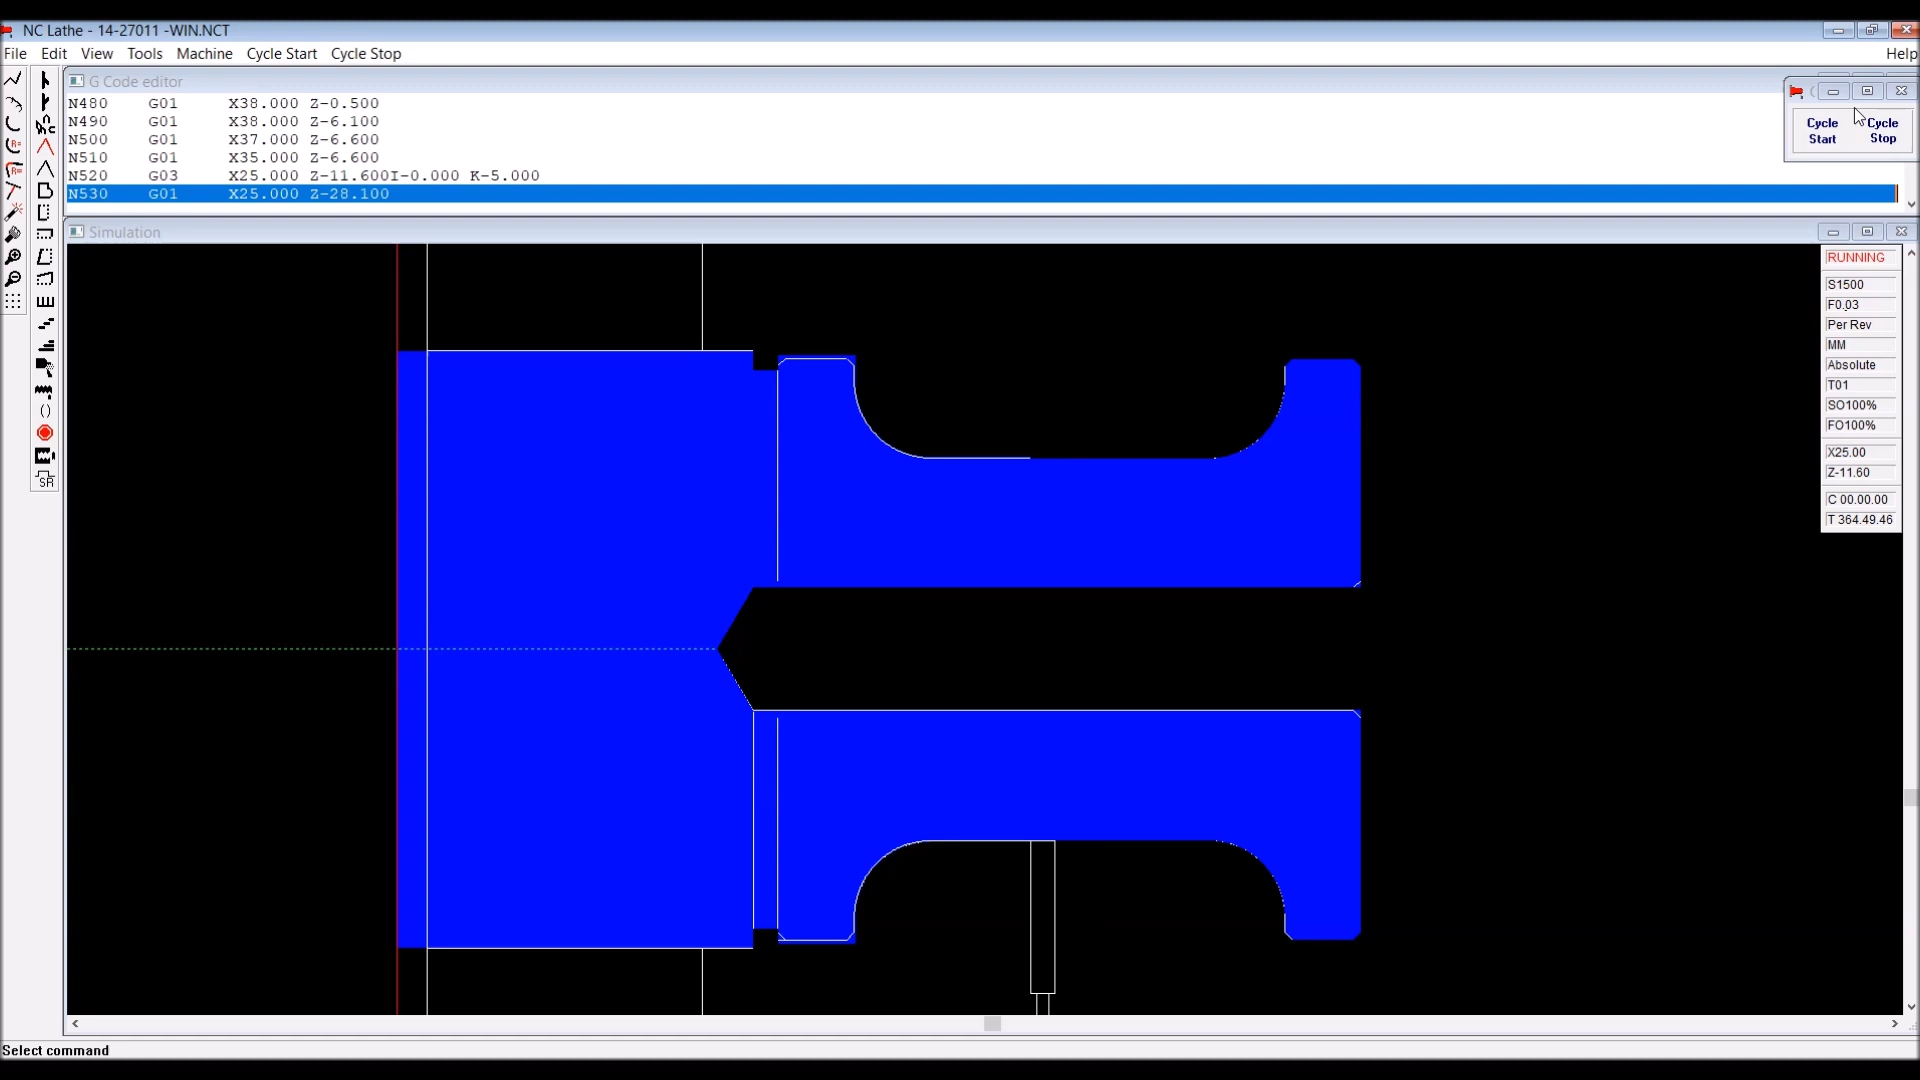 NC Lathe - 14-27011 -WIN.NCT
File Edit View Tools Machine Cycle Start Cycle Stop Help
G Code editor
N480 G01 X38.000 Z-0.500
N490 G01 X38.000 Z-6.100
N500 G01 X37.000 Z-6.600
N510 G01 X35.000 Z-6.600
N520 G03 X25.000 Z-11.600I-0.000 K-5.000
N530 G01 X25.000 Z-28.100
Cycle Start
Cycle Stop
Simulation
RUNNING
S1500
F0.03
Per Rev
MM
Absolute
T01
SO100%
FO100%
X25.00
Z-11.60
C 00.00.00
T 364.49.46
R=
R=
( )
SR
Select command